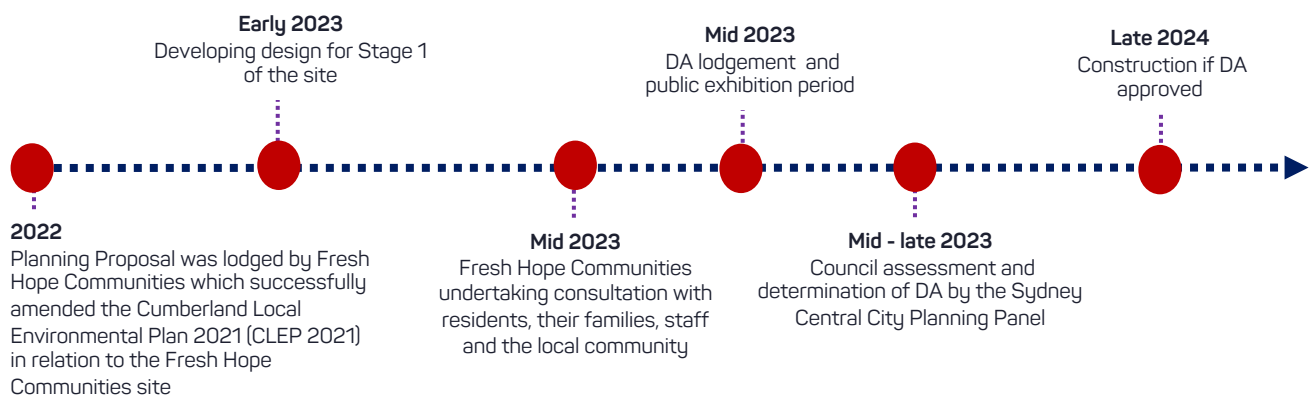 Early 2023
Developing design for Stage 1
of the site
Mid 2023
DA lodgement and
public exhibition period
Late 2024
Construction if DA
approved
2022
Planning Proposal was lodged by Fresh
Hope Communities which successfully
amended the Cumberland Local
Environmental Plan 2021 (CLEP 2021)
in relation to the Fresh Hope
Communities site
Mid 2023
Fresh Hope Communities
undertaking consultation with
residents, their families, staff
and the local community
Mid - late 2023
Council assessment and
determination of DA by the Sydney
Central City Planning Panel